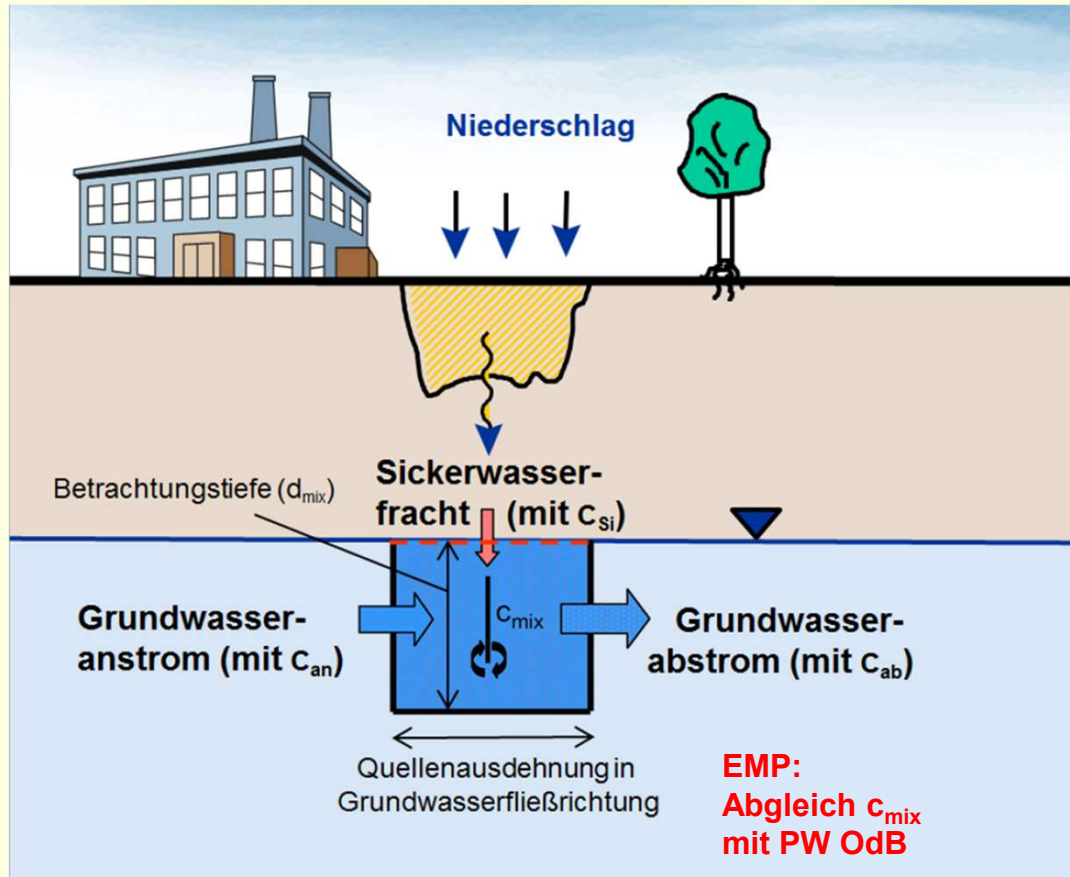 Niederschlag
Sickerwasser-
fracht (mit cSi)
Betrachtungstiefe (dmix)
cmix
Grundwasser-
anstrom (mit can)
Grundwasser-
abstrom (mit cab)
Quellenausdehnung in
Grundwasserfließrichtung
EMP:
Abgleich cmix
mit PW OdB